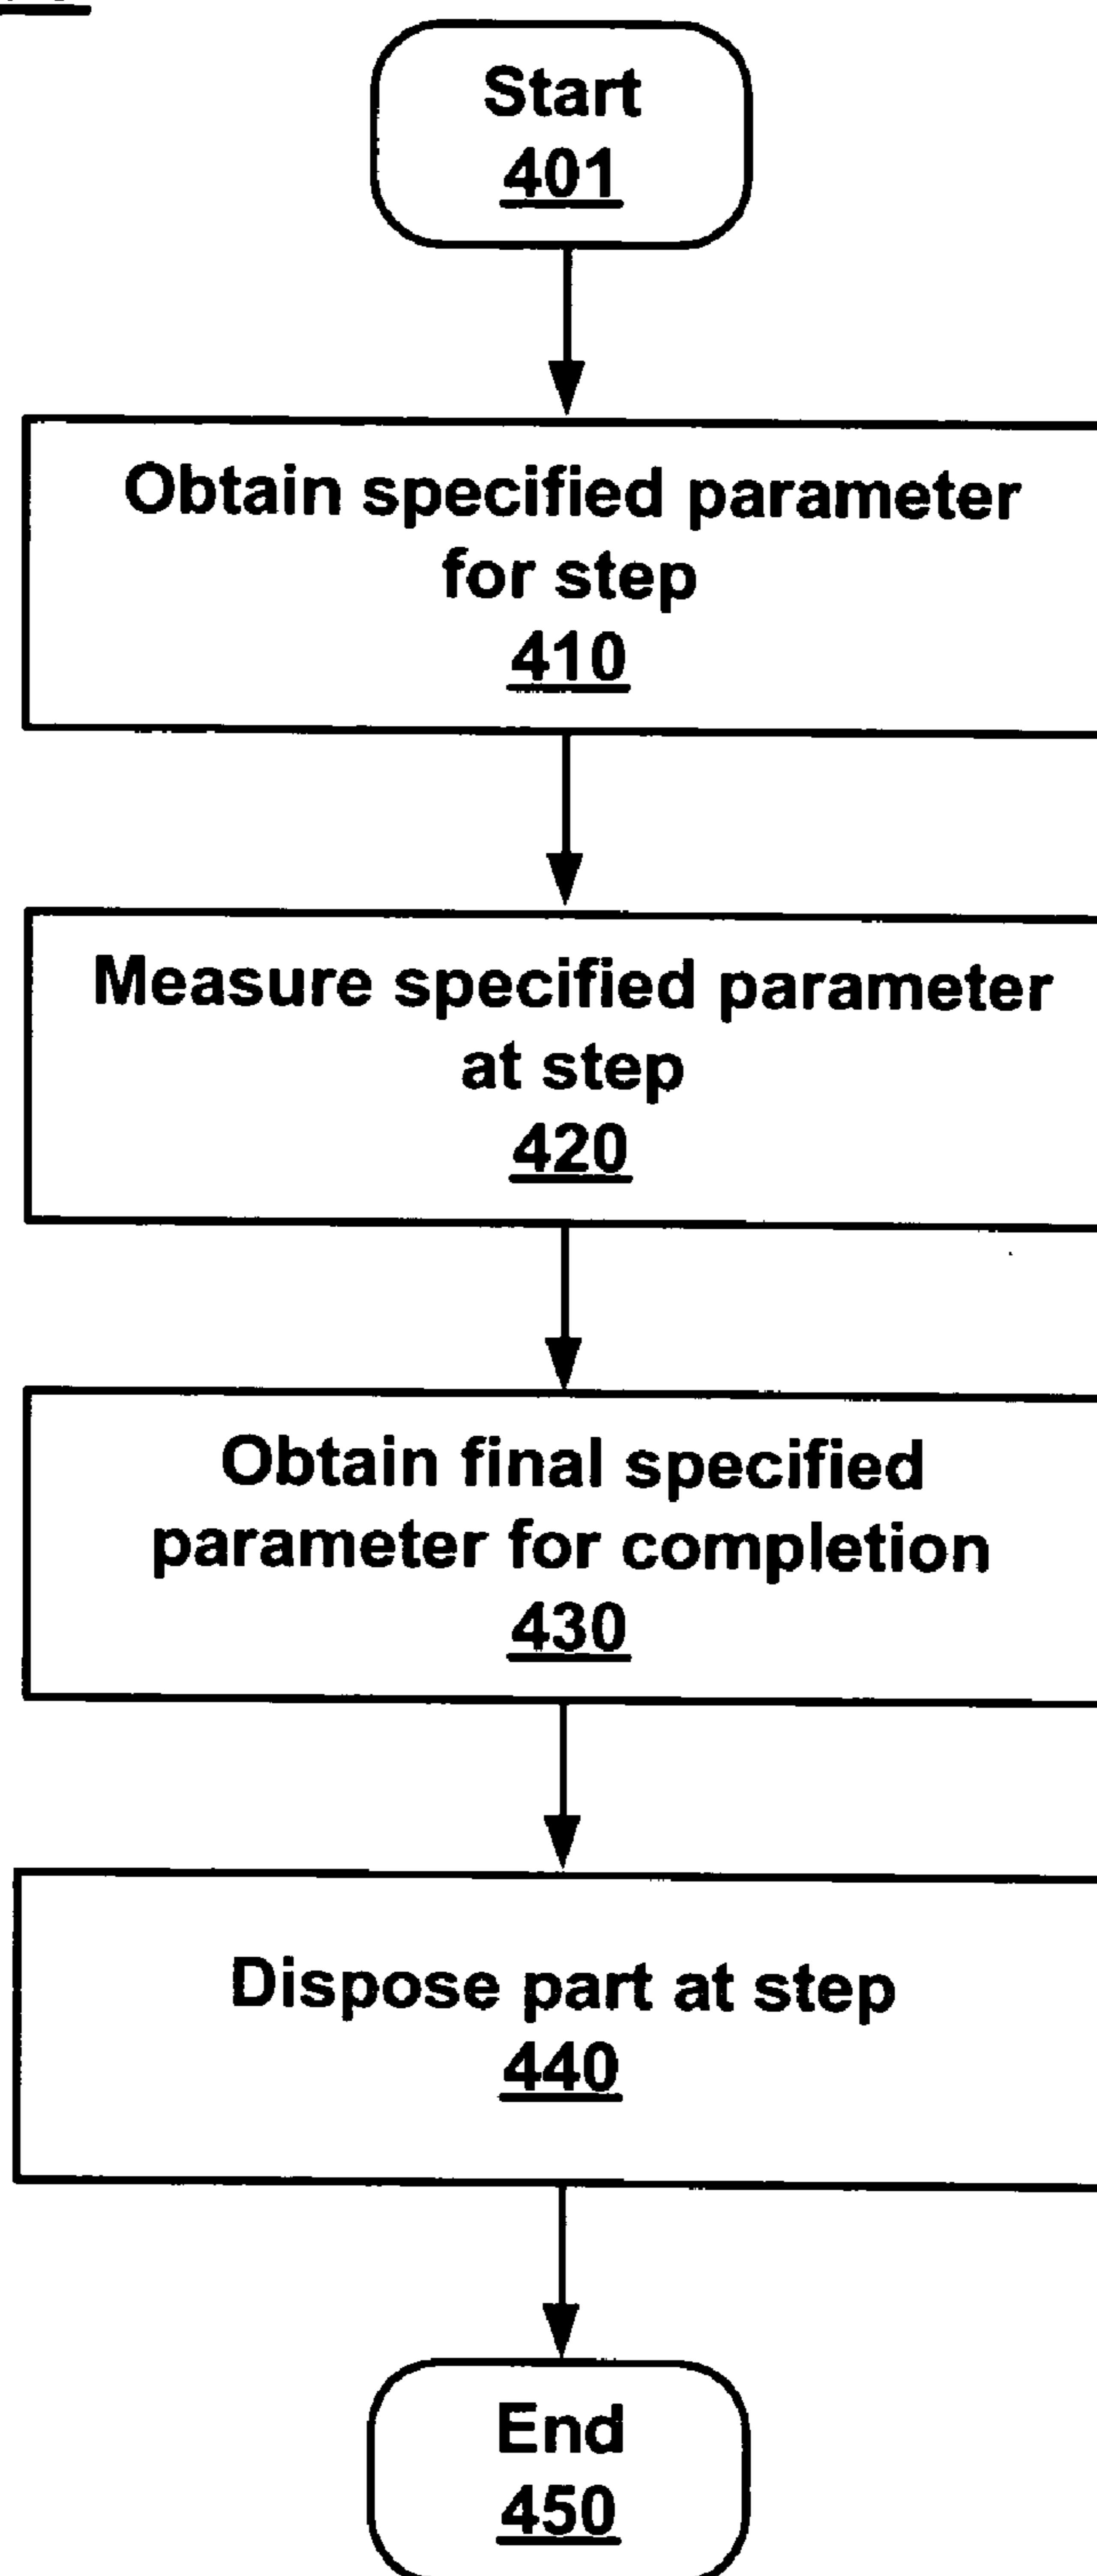 Start
401
Obtain specified parameter
for step
410
Measure specified parameter
at step
420
Obtain final specified
parameter for completion
430
Dispose part at step
440
End
450